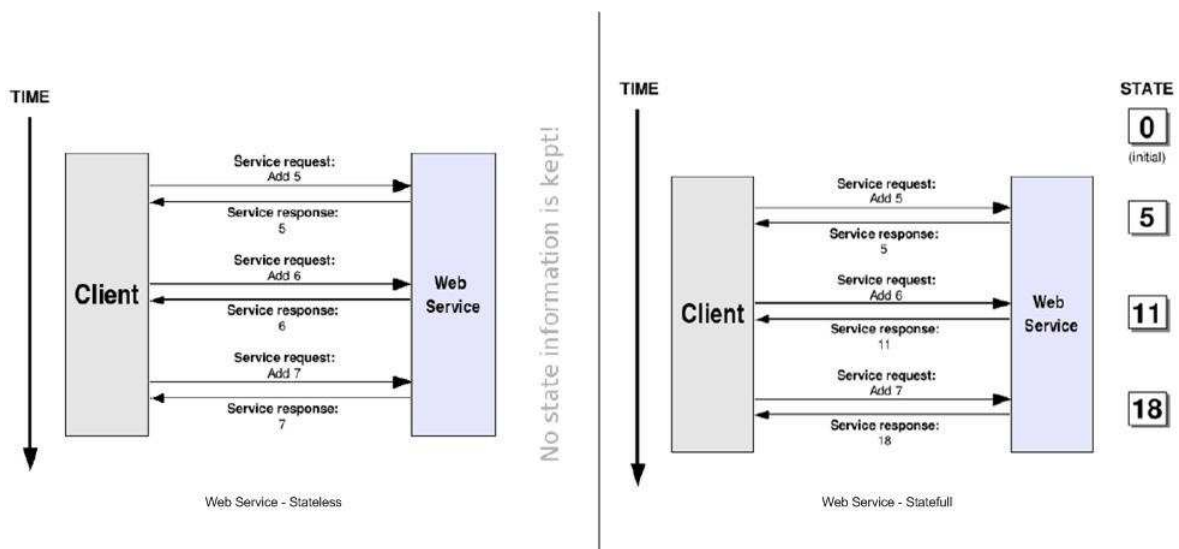 TIME
Client
Service request:
Add 5
Service response:
5
Service request:
Add 6
Service response:
6
Service request:
Add 7
Service response:
7
Web
Service
No state information is kept!
Web Service - Stateless
TIME
STATE
0
(initial)
Client
Service request:
Add 5
Service response:
5
Service request:
Add 6
Service response:
11
Service request:
Add 7
Service response:
18
Web
Service
5
11
18
Web Service - Statefull